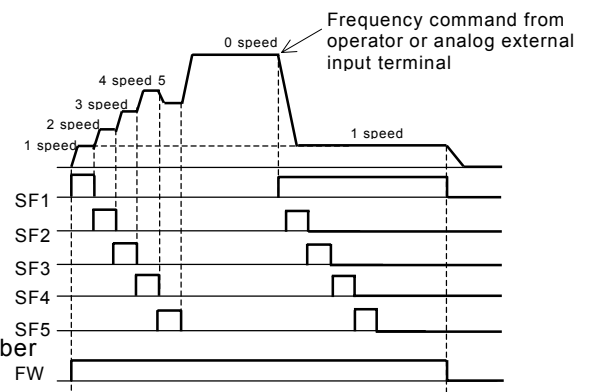 Frequency command from
operator or analog external
input terminal
0 speed
4 speed 5
3 speed
2 speed
1 speed
1 speed
SF1
SF2
SF3
SF4
SF5
ber
FW